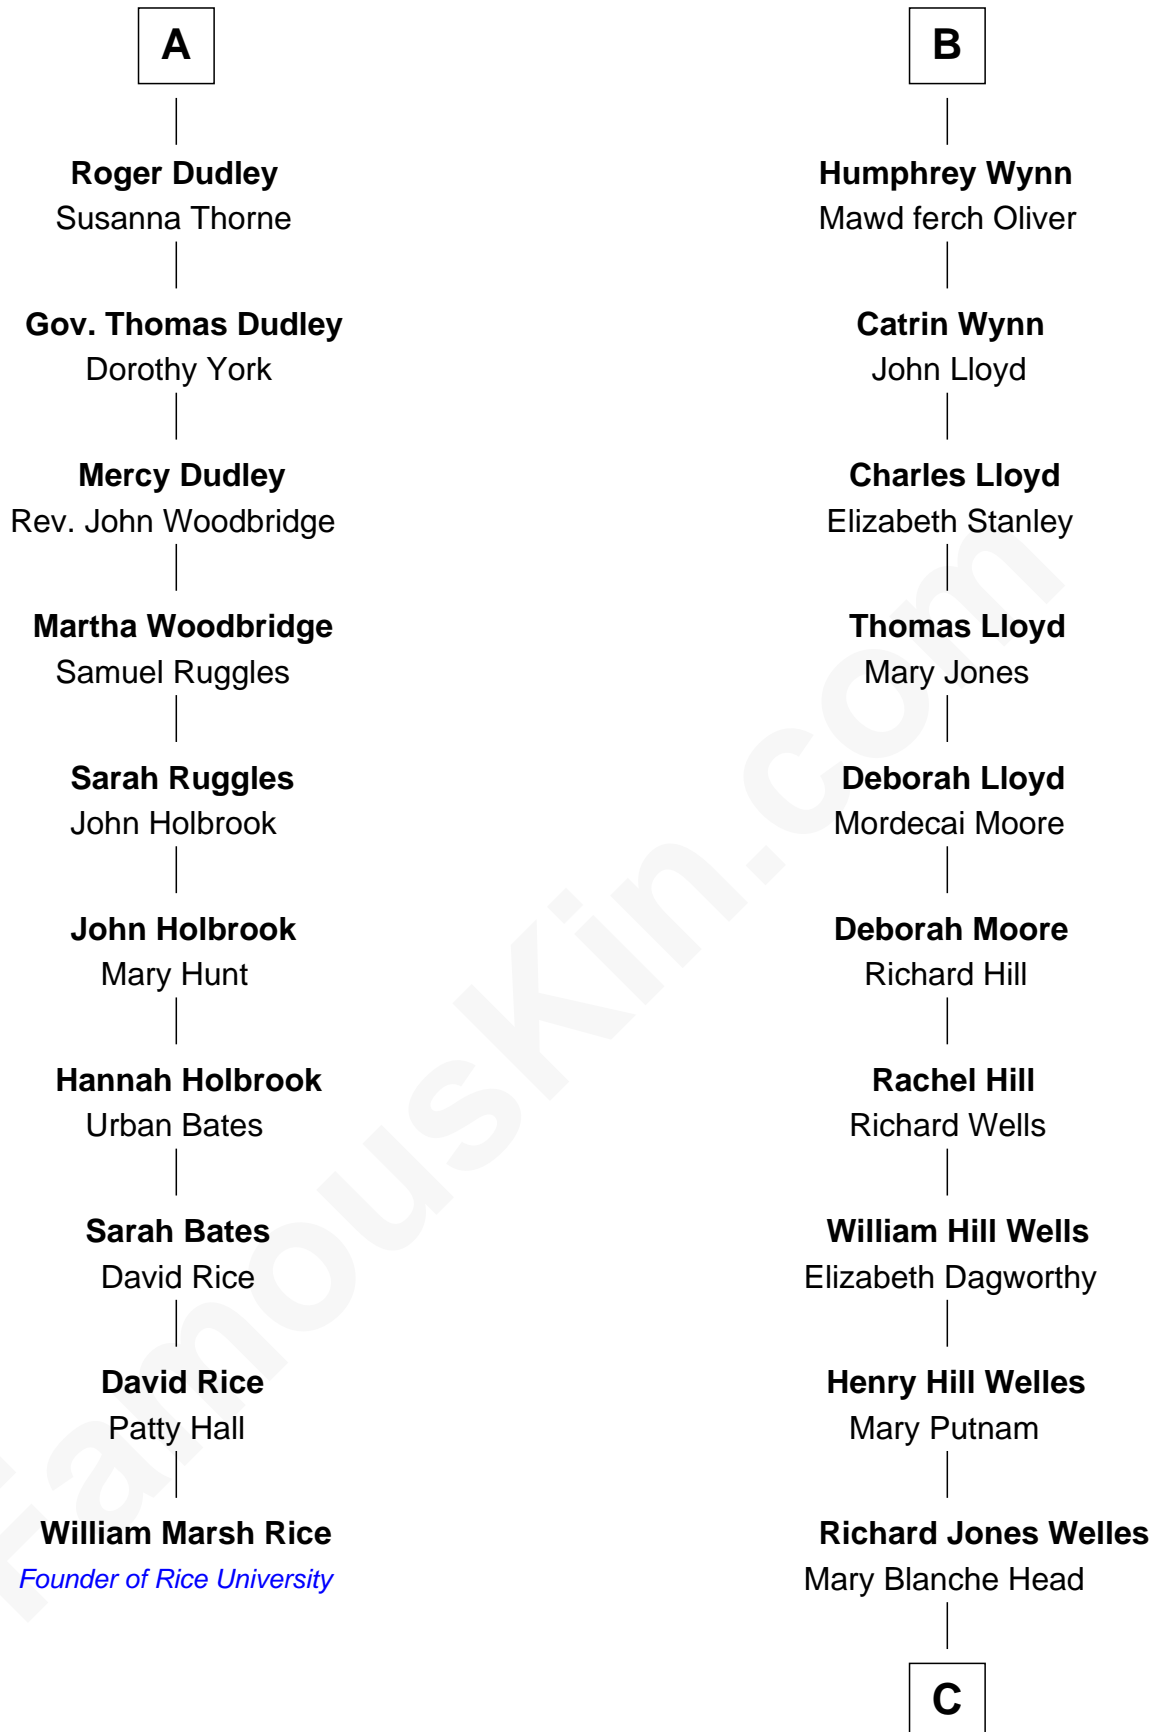 A
Roger Dudley
Susanna Thorne
Gov. Thomas Dudley
Dorothy York
Mercy Dudley
Rev. John Woodbridge
Martha Woodbridge
Samuel Ruggles
Sarah Ruggles
John Holbrook
John Holbrook
Mary Hunt
Hannah Holbrook
Urban Bates
Sarah Bates
David Rice
David Rice
Patty Hall
William Marsh Rice
Founder of Rice University
B
Humphrey Wynn
Mawd ferch Oliver
Catrin Wynn
John Lloyd
Charles Lloyd
Elizabeth Stanley
Thomas Lloyd
Mary Jones
Deborah Lloyd
Mordecai Moore
Deborah Moore
Richard Hill
Rachel Hill
Richard Wells
William Hill Wells
Elizabeth Dagworthy
Henry Hill Welles
Mary Putnam
Richard Jones Welles
Mary Blanche Head
C
FamousKin.com